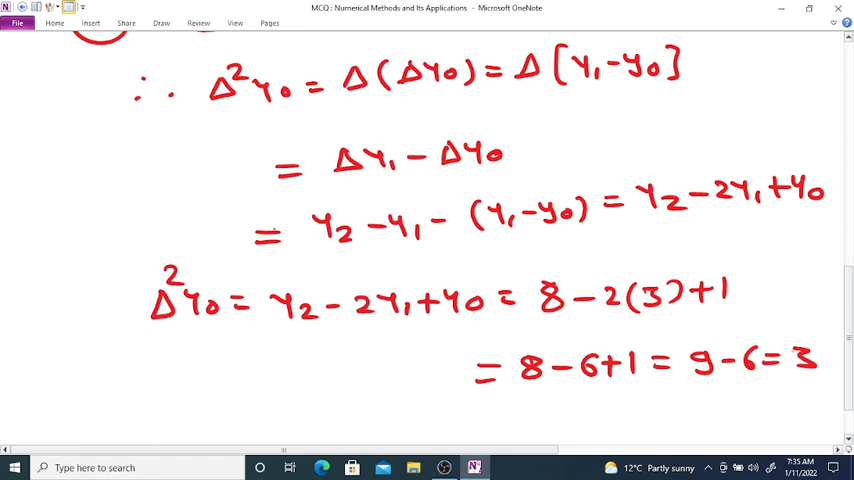 MCQ : Numerical Methods and Its Applications - Microsoft OneNote
File Home Insert Share Draw History Review View Pages
∴ Δ²y₀ = Δ(Δy₀) = Δ[y₁-y₀]
= Δy₁ - Δy₀
= y₂ - y₁ - (y₁-y₀) = y₂ - 2y₁ + y₀
Δ²y₀ = y₂ - 2y₁ + y₀ = 8 - 2(3) + 1
= 8 - 6 + 1 = 9 - 6 = 3
Type here to search
12°C Partly sunny
7:35 AM
1/11/2022